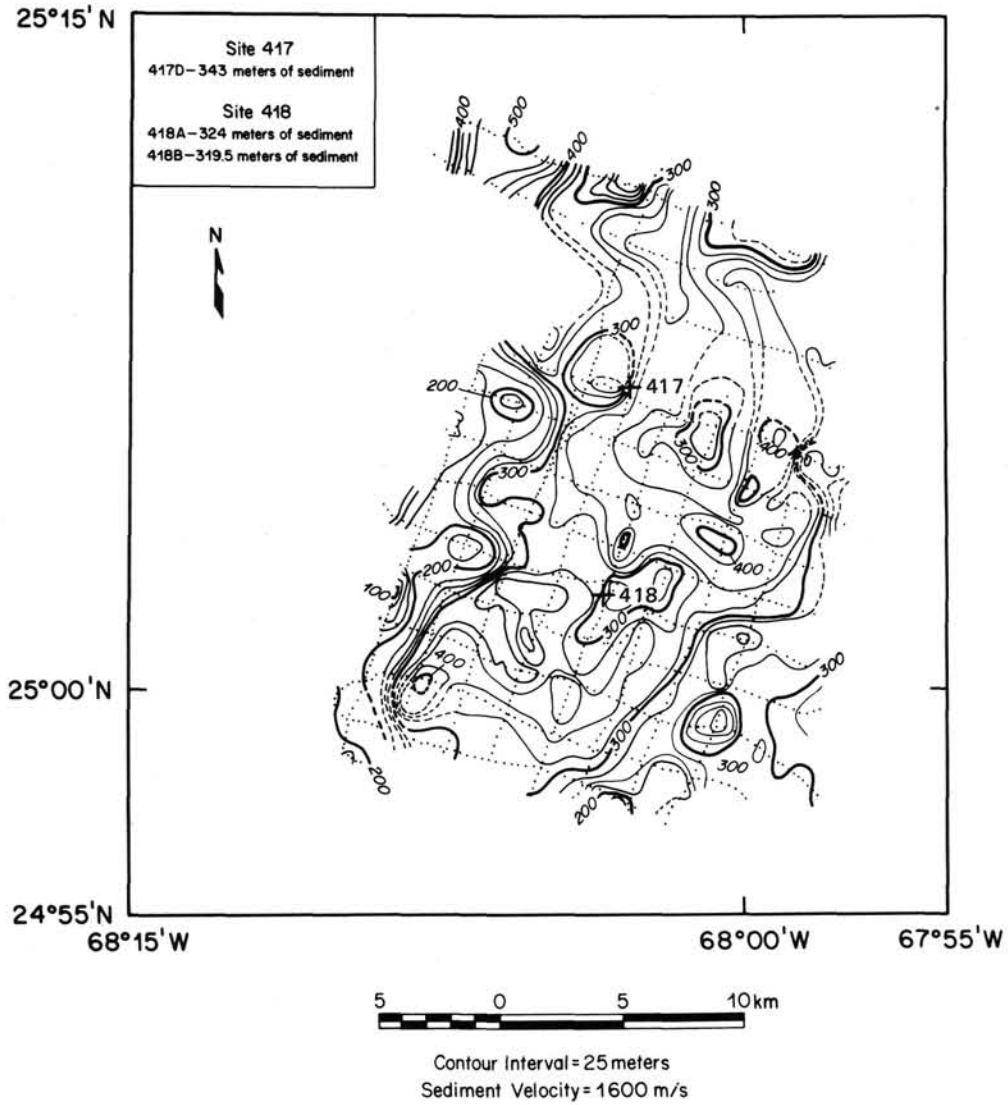 25°15' N
Site 417
417D-343 meters of sediment
Site 418
418A-324 meters of sediment
418B-319.5 meters of sediment
N
400
500
400
300
300
300
200
417
300
400
300
400
200
100
418
300
400
25°00' N
300
300
300
200
200
24°55'N
68°15'W
68°00'W
67°55'W
5
0
5
10km
Contour Interval=25 meters
Sediment Velocity=1600 m/s